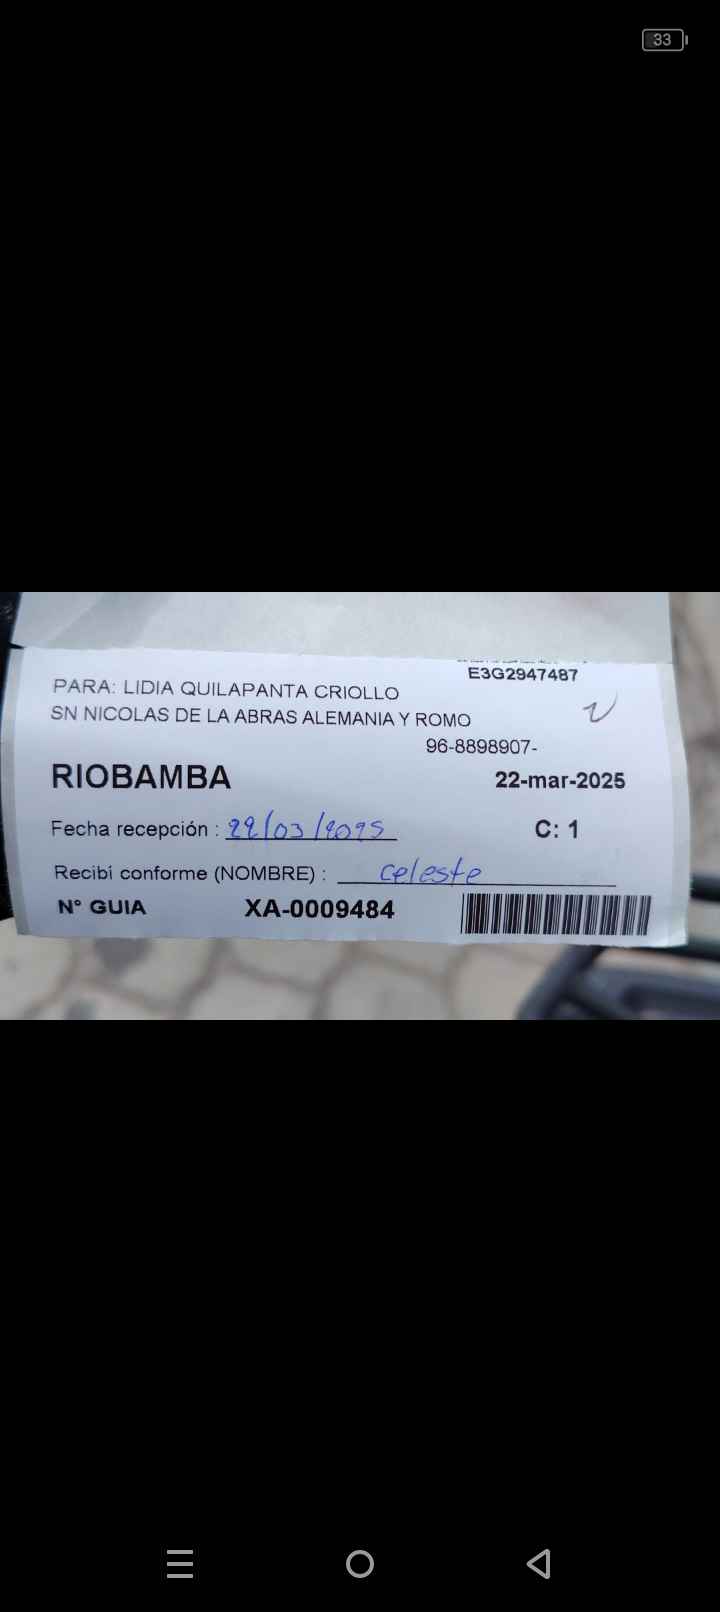 33
E3G2947487
PARA: LIDIA QUILAPANTA CRIOLLO
SN NICOLAS DE LA ABRAS ALEMANIA Y ROMO
96-8898907-
RIOBAMBA 22-mar-2025
Fecha recepción : 22/03/2025 C: 1
Recibí conforme (NOMBRE) : celeste
N° GUIA XA-0009484